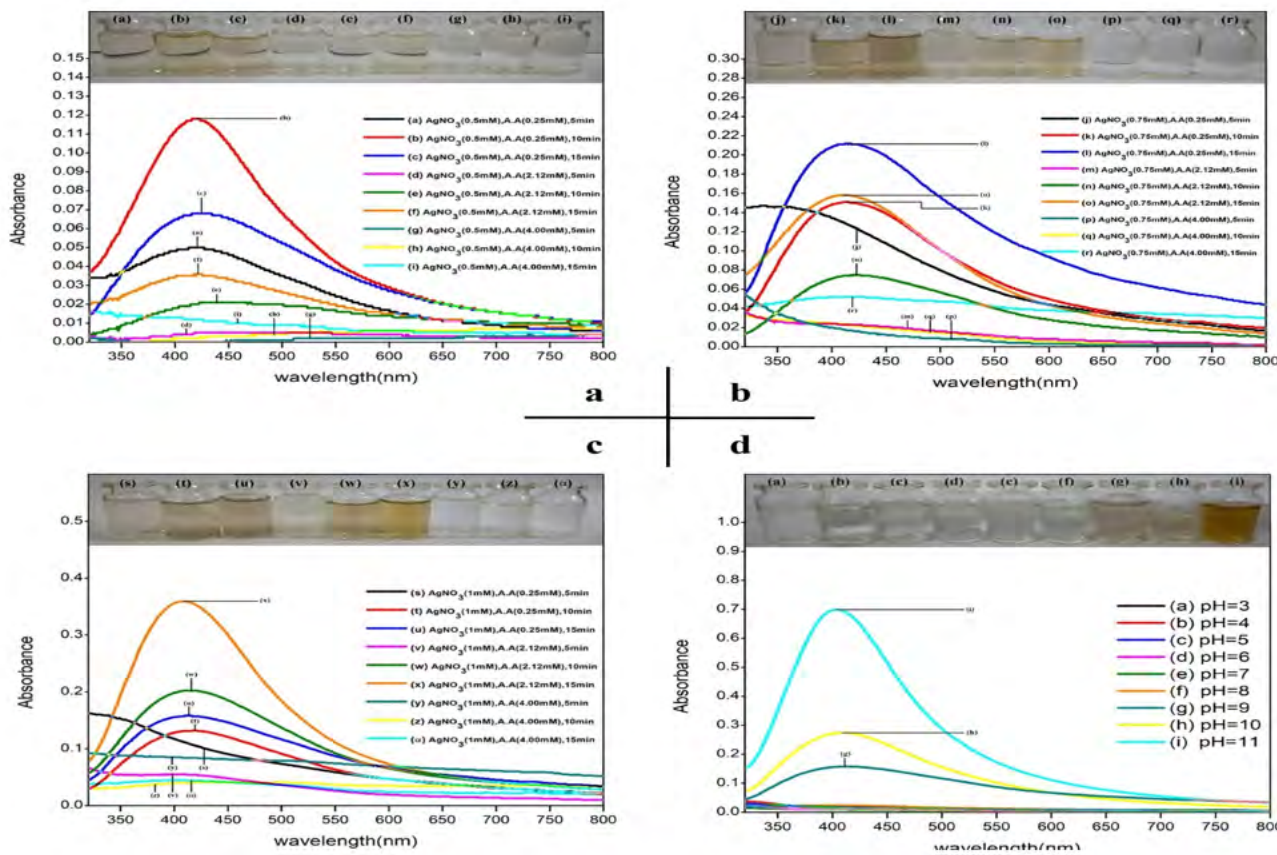 (a) (b) (c) (d) (e) (f) (g) (h) (i)
0.15
0.14
0.13
0.12
0.11
0.10
0.09
0.08
0.07
0.06
0.05
0.04
0.03
0.02
0.01
0.00
Absorbance
(b)
(c)
(a)
(f)
(e)
(d) (i) (h) (g)
(a) AgNO3(0.5mM),A.A(0.25mM),5min
(b) AgNO3(0.5mM),A.A(0.25mM),10min
(c) AgNO3(0.5mM),A.A(0.25mM),15min
(d) AgNO3(0.5mM),A.A(2.12mM),5min
(e) AgNO3(0.5mM),A.A(2.12mM),10min
(f) AgNO3(0.5mM),A.A(2.12mM),15min
(g) AgNO3(0.5mM),A.A(4.00mM),5min
(h) AgNO3(0.5mM),A.A(4.00mM),10min
(i) AgNO3(0.5mM),A.A(4.00mM),15min
350 400 450 500 550 600 650 700 750 800
wavelength(nm)
a
(j) (k) (l) (m) (n) (o) (p) (q) (r)
0.30
0.28
0.26
0.24
0.22
0.20
0.18
0.16
0.14
0.12
0.10
0.08
0.06
0.04
0.02
0.00
Absorbance
(l)
(o)
(k)
(j)
(n)
(r)
(m) (q) (p)
(j) AgNO3(0.75mM),A.A(0.25mM),5min
(k) AgNO3(0.75mM),A.A(0.25mM),10min
(l) AgNO3(0.75mM),A.A(0.25mM),15min
(m) AgNO3(0.75mM),A.A(2.12mM),5min
(n) AgNO3(0.75mM),A.A(2.12mM),10min
(o) AgNO3(0.75mM),A.A(2.12mM),15min
(p) AgNO3(0.75mM),A.A(4.00mM),5min
(q) AgNO3(0.75mM),A.A(4.00mM),10min
(r) AgNO3(0.75mM),A.A(4.00mM),15min
350 400 450 500 550 600 650 700 750 800
wavelength(nm)
b
c
(s) (t) (u) (v) (w) (x) (y) (z) (α)
0.5
0.4
0.3
0.2
0.1
0.0
Absorbance
(x)
(w)
(u)
(t)
(y) (s)
(z) (v) (α)
(s) AgNO3(1mM),A.A(0.25mM),5min
(t) AgNO3(1mM),A.A(0.25mM),10min
(u) AgNO3(1mM),A.A(0.25mM),15min
(v) AgNO3(1mM),A.A(2.12mM),5min
(w) AgNO3(1mM),A.A(2.12mM),10min
(x) AgNO3(1mM),A.A(2.12mM),15min
(y) AgNO3(1mM),A.A(4.00mM),5min
(z) AgNO3(1mM),A.A(4.00mM),10min
(α) AgNO3(1mM),A.A(4.00mM),15min
350 400 450 500 550 600 650 700 750 800
wavelength(nm)
d
(a) (b) (c) (d) (e) (f) (g) (h) (i)
1.0
0.9
0.8
0.7
0.6
0.5
0.4
0.3
0.2
0.1
0.0
Absorbance
(i)
(h)
(g)
(a) pH=3
(b) pH=4
(c) pH=5
(d) pH=6
(e) pH=7
(f) pH=8
(g) pH=9
(h) pH=10
(i) pH=11
350 400 450 500 550 600 650 700 750 800
wavelength(nm)